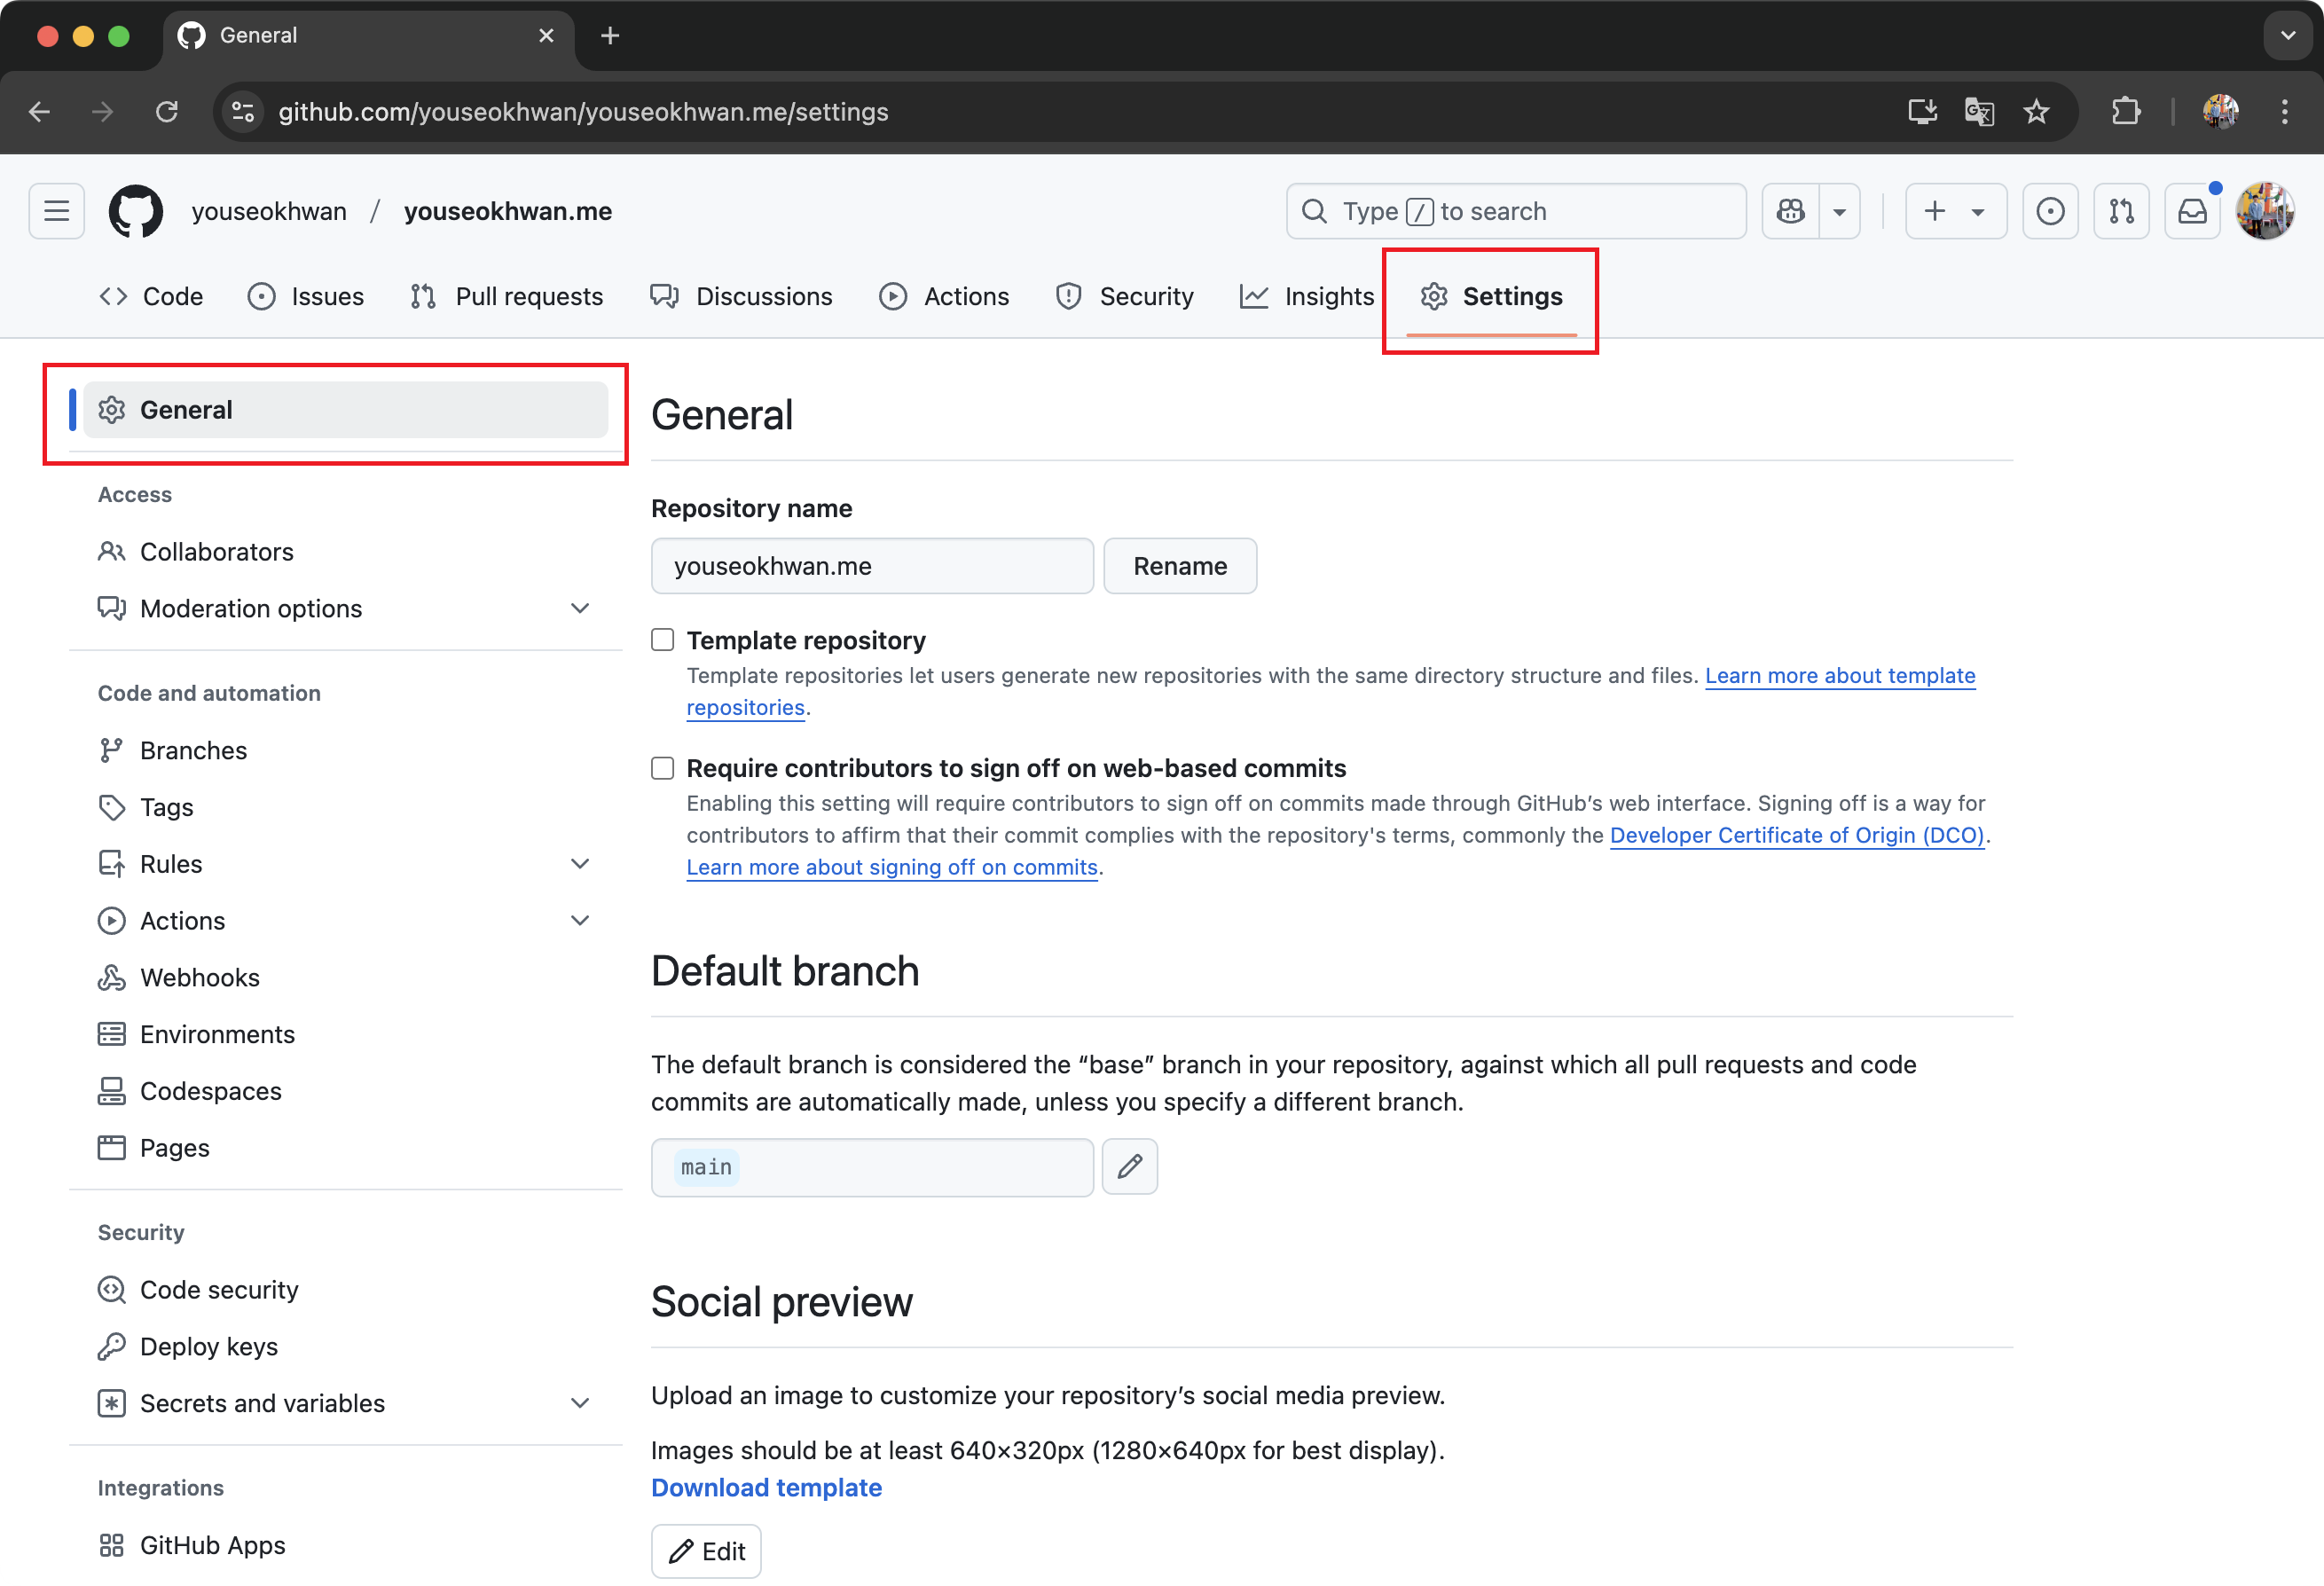 General
github.com/youseokhwan/youseokhwan.me/settings
youseokhwan / youseokhwan.me
Type / to search
Code
Issues
Pull requests
Discussions
Actions
Security
Insights
Settings
General
Access
Collaborators
Moderation options
Code and automation
Branches
Tags
Rules
Actions
Webhooks
Environments
Codespaces
Pages
Security
Code security
Deploy keys
Secrets and variables
Integrations
GitHub Apps
General
Repository name
youseokhwan.me
Rename
Template repository
Template repositories let users generate new repositories with the same directory structure and files. Learn more about template
repositories.
Require contributors to sign off on web-based commits
Enabling this setting will require contributors to sign off on commits made through GitHub’s web interface. Signing off is a way for
contributors to affirm that their commit complies with the repository's terms, commonly the Developer Certificate of Origin (DCO).
Learn more about signing off on commits.
Default branch
The default branch is considered the “base” branch in your repository, against which all pull requests and code
commits are automatically made, unless you specify a different branch.
main
Social preview
Upload an image to customize your repository’s social media preview.
Images should be at least 640×320px (1280×640px for best display).
Download template
Edit